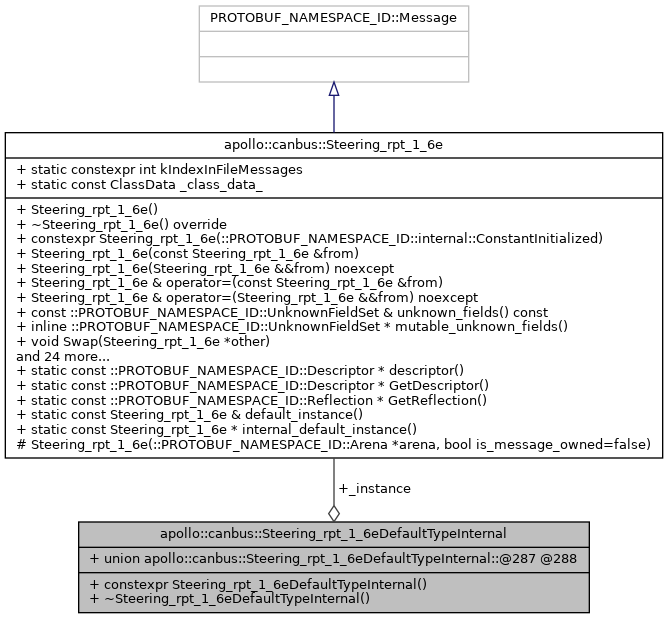 PROTOBUF_NAMESPACE_ID::Message
apollo::canbus::Steering_rpt_1_6e
+ static constexpr int kIndexInFileMessages
+ static const ClassData _class_data_
+ Steering_rpt_1_6e()
+ ~Steering_rpt_1_6e() override
+ constexpr Steering_rpt_1_6e(::PROTOBUF_NAMESPACE_ID::internal::ConstantInitialized)
+ Steering_rpt_1_6e(const Steering_rpt_1_6e &from)
+ Steering_rpt_1_6e(Steering_rpt_1_6e &&from) noexcept
+ Steering_rpt_1_6e & operator=(const Steering_rpt_1_6e &from)
+ Steering_rpt_1_6e & operator=(Steering_rpt_1_6e &&from) noexcept
+ const ::PROTOBUF_NAMESPACE_ID::UnknownFieldSet & unknown_fields() const
+ inline ::PROTOBUF_NAMESPACE_ID::UnknownFieldSet * mutable_unknown_fields()
+ void Swap(Steering_rpt_1_6e *other)
and 24 more...
+ static const ::PROTOBUF_NAMESPACE_ID::Descriptor * descriptor()
+ static const ::PROTOBUF_NAMESPACE_ID::Descriptor * GetDescriptor()
+ static const ::PROTOBUF_NAMESPACE_ID::Reflection * GetReflection()
+ static const Steering_rpt_1_6e & default_instance()
+ static const Steering_rpt_1_6e * internal_default_instance()
# Steering_rpt_1_6e(::PROTOBUF_NAMESPACE_ID::Arena *arena, bool is_message_owned=false)
+_instance
apollo::canbus::Steering_rpt_1_6eDefaultTypeInternal
+ union apollo::canbus::Steering_rpt_1_6eDefaultTypeInternal::@287 @288
+ constexpr Steering_rpt_1_6eDefaultTypeInternal()
+ ~Steering_rpt_1_6eDefaultTypeInternal()